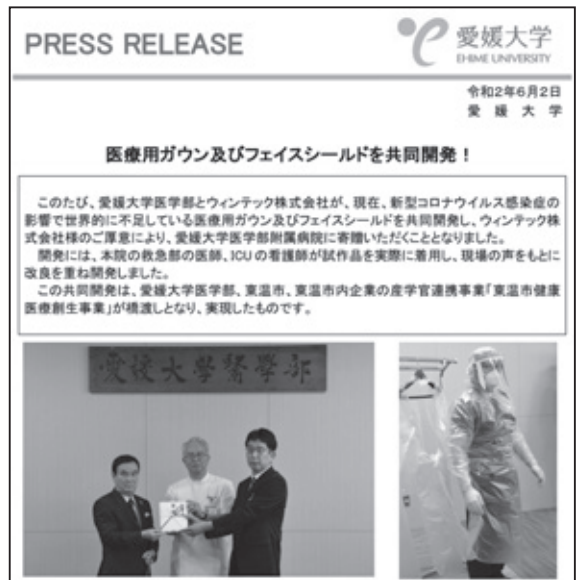 PRESS RELEASE
愛媛大学
EHIME UNIVERSITY
令和2年6月2日
愛媛大学
医療用ガウン及びフェイスシールドを共同開発！
このたび、愛媛大学医学部とウィンテック株式会社が、現在、新型コロナウイルス感染症の
影響で世界的に不足している医療用ガウン及びフェイスシールドを共同開発し、ウィンテック株
式会社様のご厚意により、愛媛大学医学部附属病院に寄贈いただくこととなりました。
開発には、本院の救急部の医師、ICUの看護師が試作品を実際に着用し、現場の声をもとに
改良を重ね開発しました。
この共同開発は、愛媛大学医学部、東温市、東温市内企業の産学官連携事業「東温市健康
医療創生事業」が橋渡しとなり、実現したものです。
愛媛大学醫學部